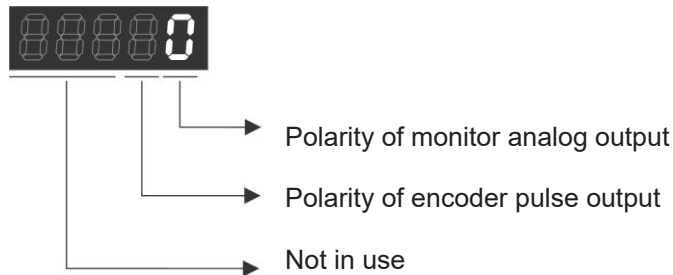 0
Polarity of monitor analog output
Polarity of encoder pulse output
Not in use